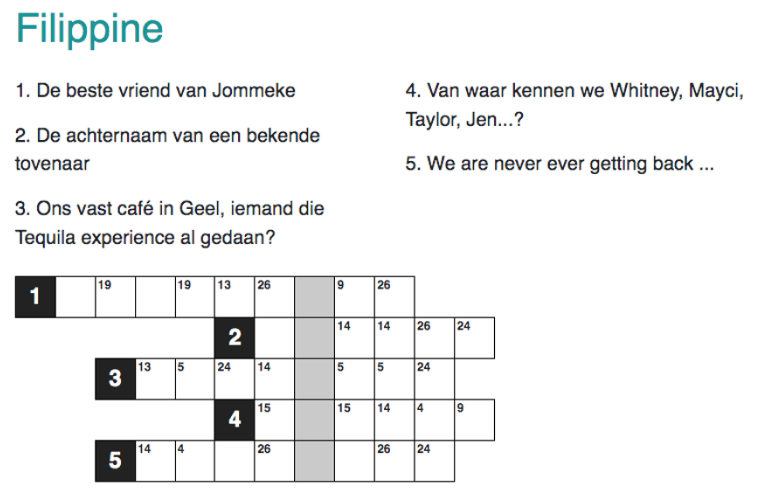 Filippine
1. De beste vriend van Jommeke
2. De achternaam van een bekende
tovenaar
3. Ons vast café in Geel, iemand die
Tequila experience al gedaan?
4. Van waar kennen we Whitney, Mayci,
Taylor, Jen...?
5. We are never ever getting back ...
1 19 19 13 26 9 26
2 14 14 26 24
3 13 5 24 14 5 5 24
4 15 15 14 4 9
5 14 4 26 26 24